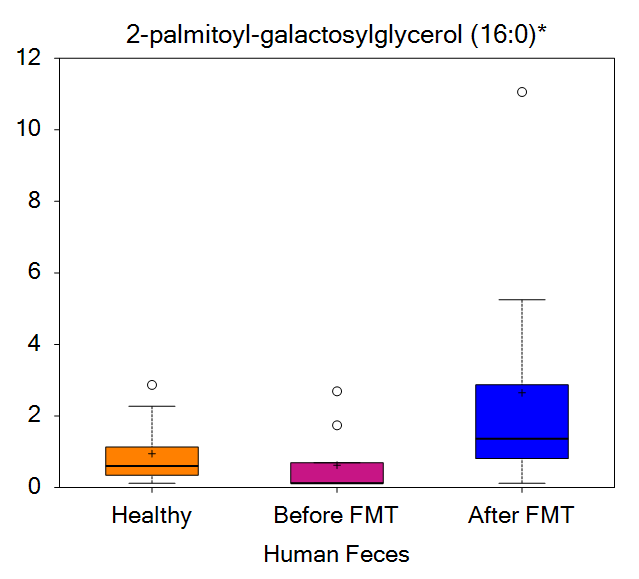 2-palmitoyl-galactosylglycerol (16:0)*
12
10
8
6
4
2
0
Healthy Before FMT After FMT
Human Feces